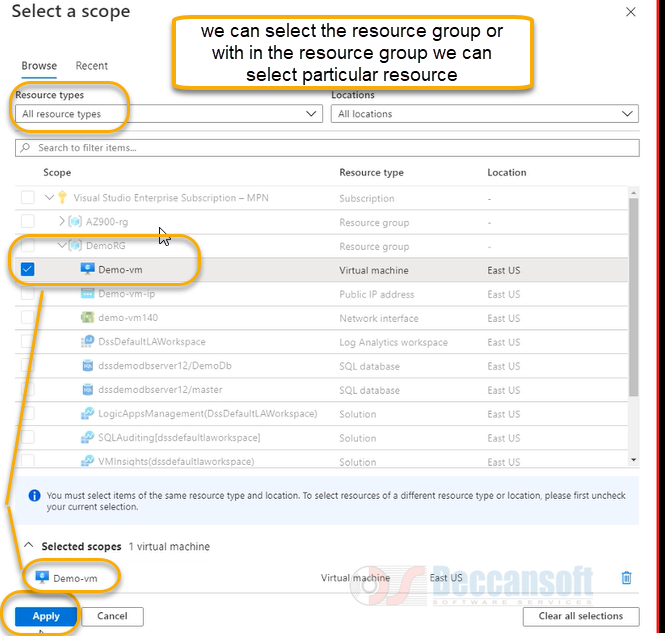 Select a scope
we can select the resource group or
with in the resource group we can
select particular resource
Browse Recent
Resource types
Locations
All resource types
All locations
Search to filter items...
Scope Resource type Location
Visual Studio Enterprise Subscription – MPN Subscription -
AZ900-rg Resource group -
DemoRG Resource group -
Demo-vm Virtual machine East US
Demo-vm-ip Public IP address East US
demo-vm140 Network interface East US
DssDefaultLAWorkspace Log Analytics workspace East US
dssdemodbserver12/DemoDb SQL database East US
dssdemodbserver12/master SQL database East US
LogicAppsManagement(DssDefaultLAWorkspace) Solution East US
SQLAuditing[dssdefaultlaworkspace] Solution East US
VMInsights(dssdefaultlaworkspace) Solution East US
You must select items of the same resource type and location. To select resources of a different resource type or location, please first uncheck
your current selection.
Selected scopes 1 virtual machine
Demo-vm Virtual machine East US
Deccansoft
SOFTWARE SERVICES
Apply Cancel Clear all selections